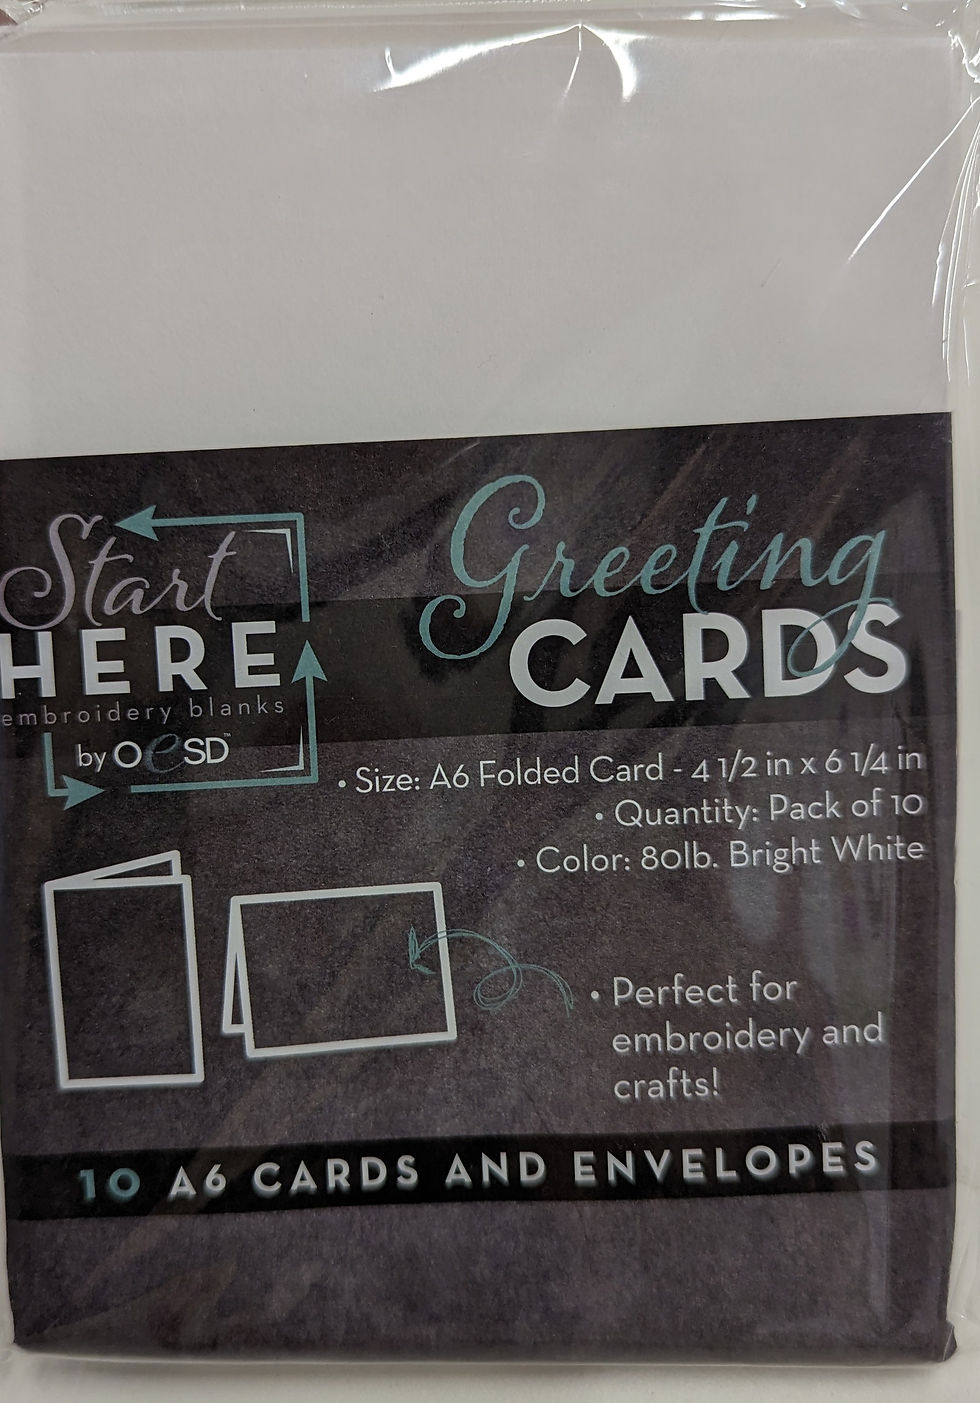 Start
HERE
embroidery blanks
by OeSD™
Greeting
CARDS
• Size: A6 Folded Card - 4 1/2 in x 6 1/4 in
• Quantity: Pack of 10
• Color: 80lb. Bright White
• Perfect for
embroidery and
crafts!
10 A6 CARDS AND ENVELOPES